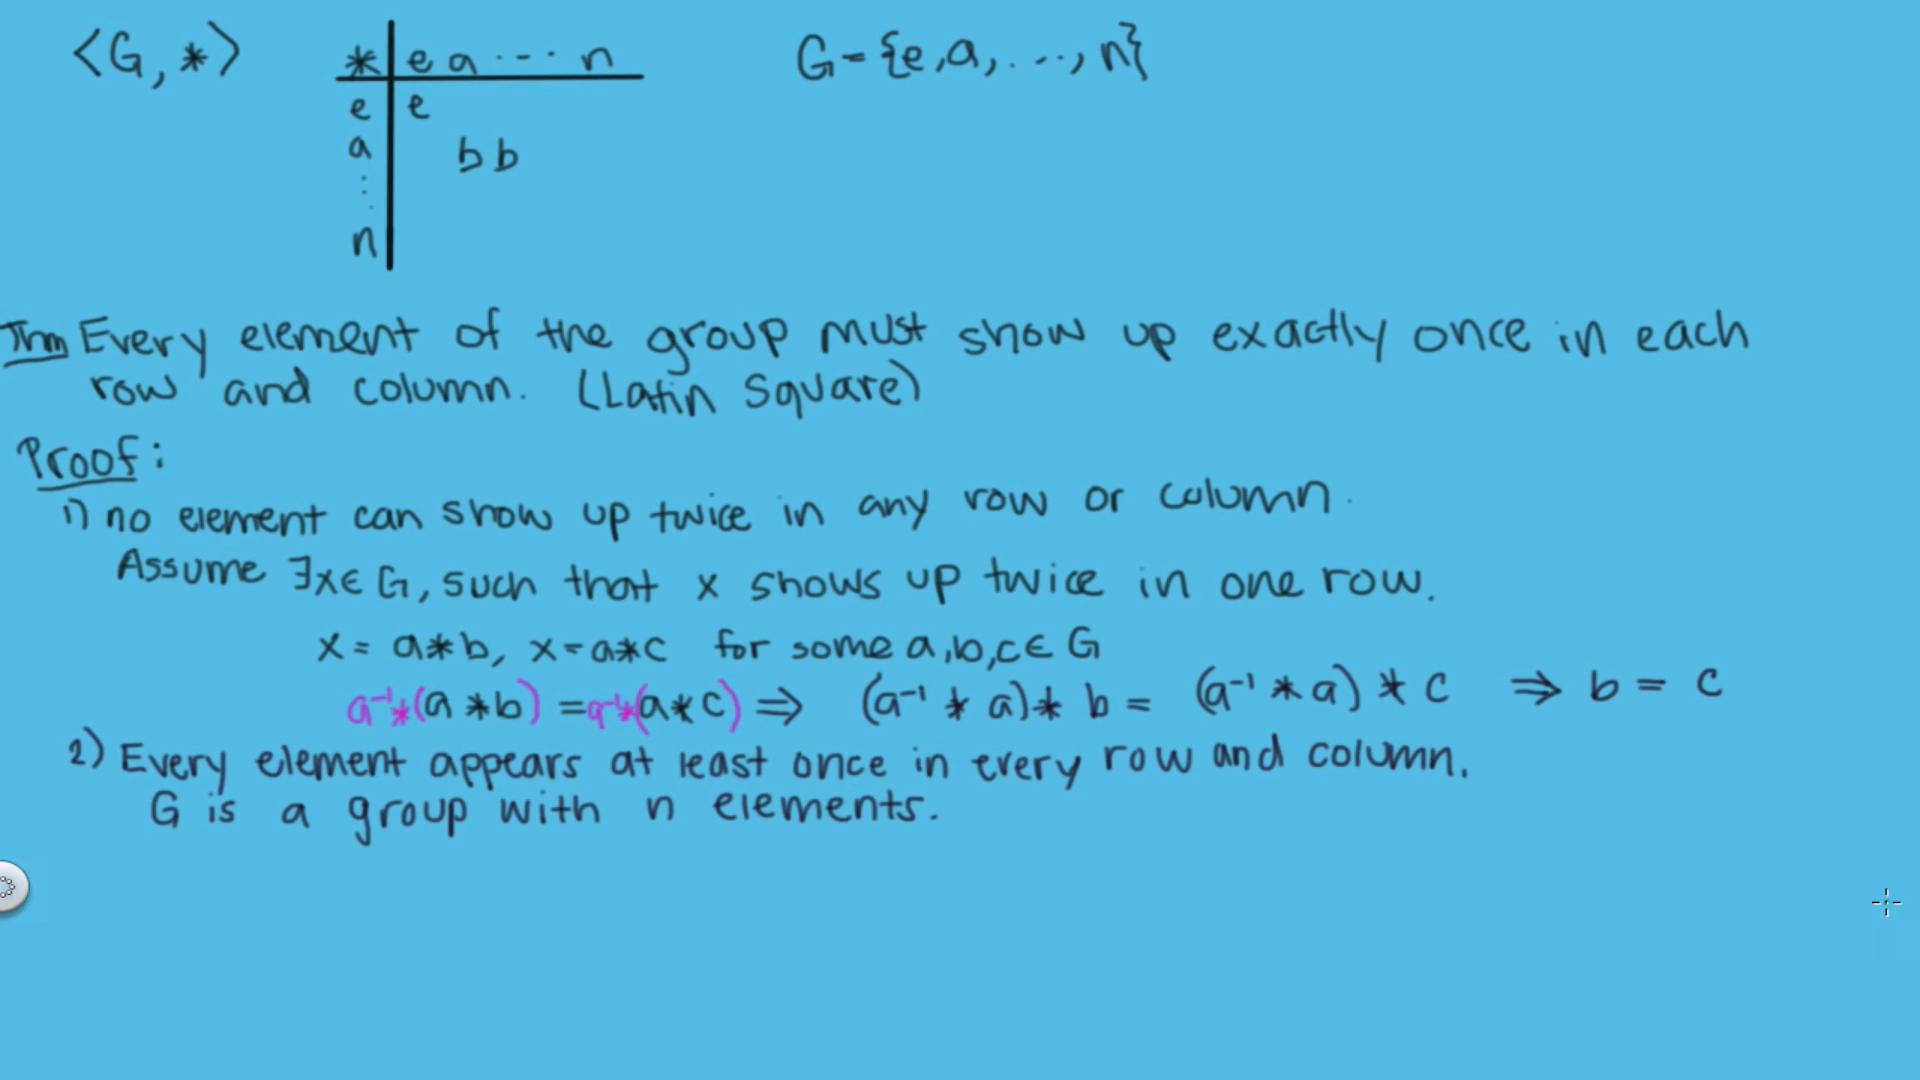 <G, *>
* e a ... n
e e
a b b
⋮
n
G = {e, a, ..., n}
Thm Every element of the group must show up exactly once in each
row and column. (Latin Square)
Proof:
1) no element can show up twice in any row or column.
Assume ∃x∈G, such that x shows up twice in one row.
x = a*b, x = a*c for some a,b,c∈G
a⁻¹*(a*b) = a⁻¹*(a*c) ⇒ (a⁻¹*a)*b = (a⁻¹*a)*c ⇒ b = c
2) Every element appears at least once in every row and column.
G is a group with n elements.